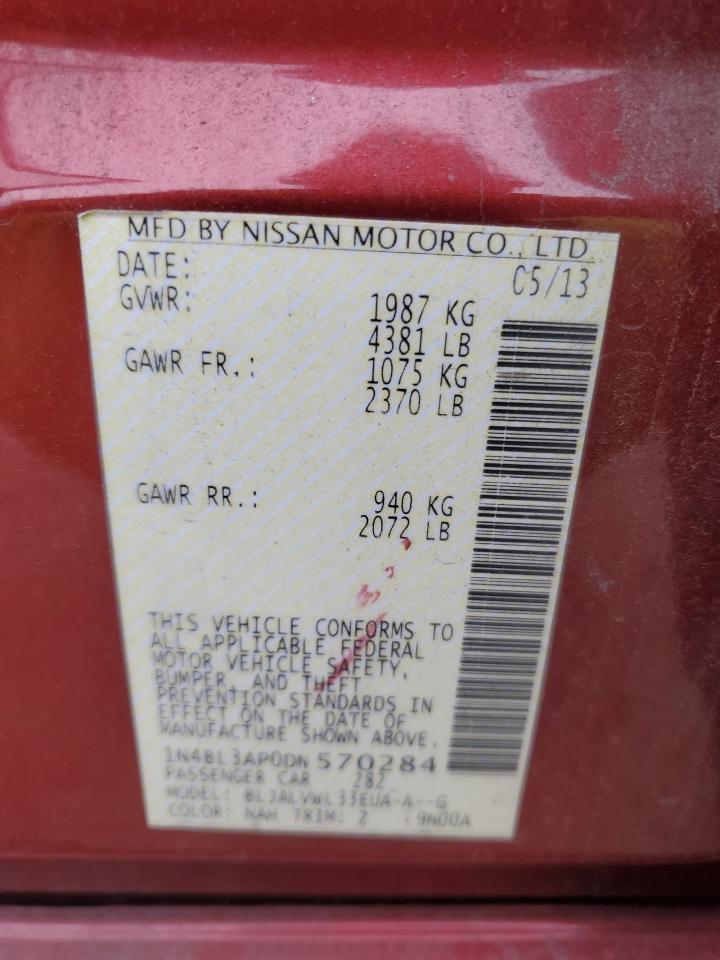 MFD BY NISSAN MOTOR CO., LTD.
DATE: 05/13
GVWR: 1987 KG
4381 LB
GAWR FR.: 1075 KG
2370 LB
GAWR RR.: 940 KG
2072 LB
THIS VEHICLE CONFORMS TO
ALL APPLICABLE FEDERAL
MOTOR VEHICLE SAFETY,
BUMPER, AND THEFT
PREVENTION STANDARDS IN
EFFECT ON THE DATE OF
MANUFACTURE SHOWN ABOVE.
1N4BL3AP0DN570284
PASSENGER CAR 282
MODEL: BLJALVWL33EUA-A--G
COLOR: NAH TRIM: Z 9N00A